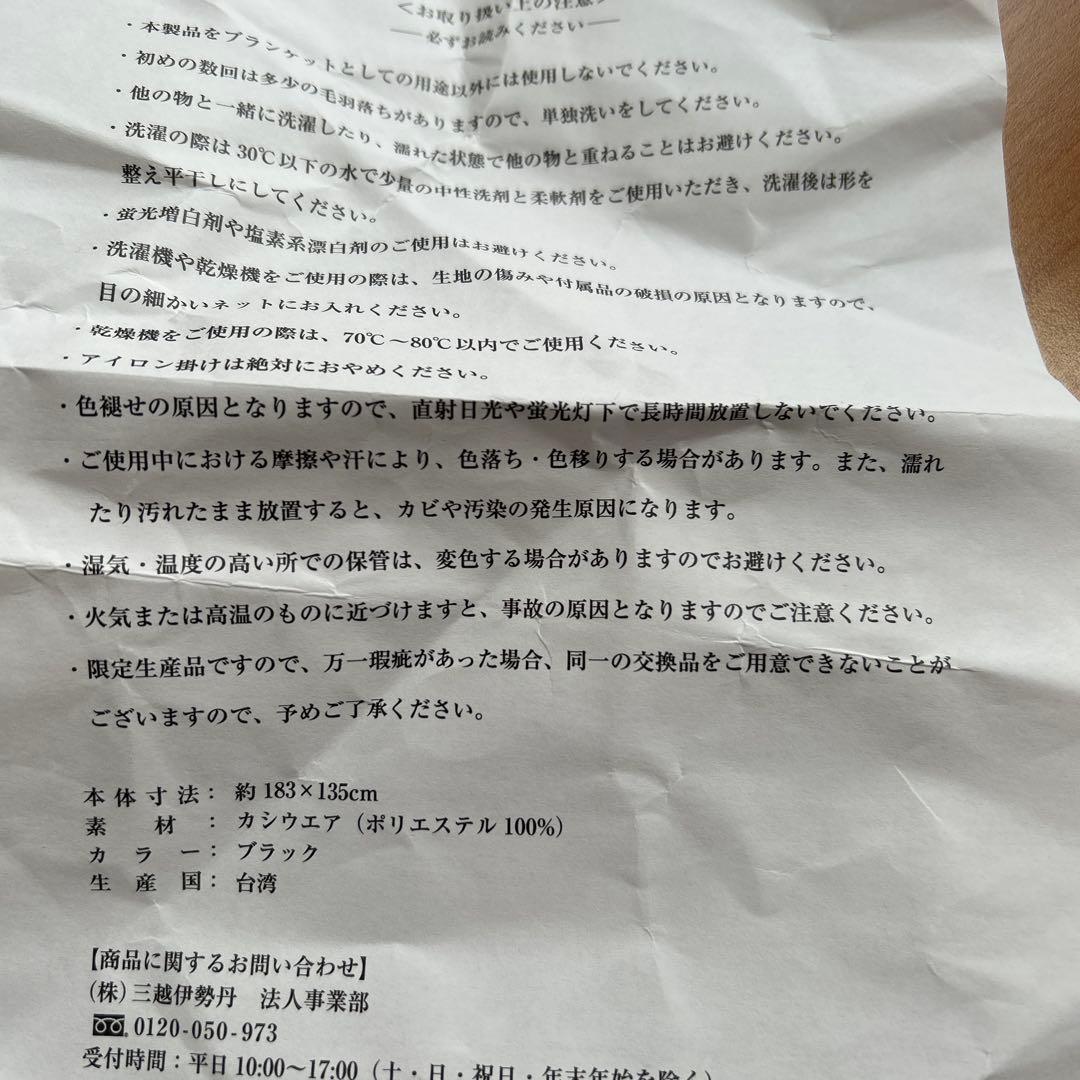 ＜お取り扱い上の注意＞
―必ずお読みください―
・本製品をブランケットとしての用途以外には使用しないでください。
・初めの数回は多少の毛羽落ちがありますので、単独洗いをしてください。
・他の物と一緒に洗濯したり、濡れた状態で他の物と重ねることはお避けください。
・洗濯の際は30℃以下の水で少量の中性洗剤と柔軟剤をご使用いただき、洗濯後は形を
整え平干しにしてください。
・蛍光増白剤や塩素系漂白剤のご使用はお避けください。
・洗濯機や乾燥機をご使用の際は、生地の傷みや付属品の破損の原因となりますので、
目の細かいネットにお入れください。
・乾燥機をご使用の際は、70℃～80℃以内でご使用ください。
・アイロン掛けは絶対におやめください。
・色褪せの原因となりますので、直射日光や蛍光灯下で長時間放置しないでください。
・ご使用中における摩擦や汗により、色落ち・色移りする場合があります。また、濡れ
たり汚れたまま放置すると、カビや汚染の発生原因になります。
・湿気・温度の高い所での保管は、変色する場合がありますのでお避けください。
・火気または高温のものに近づけますと、事故の原因となりますのでご注意ください。
・限定生産品ですので、万一瑕疵があった場合、同一の交換品をご用意できないことが
ございますので、予めご了承ください。
本体寸法：約183×135cm
素材：カシウエア（ポリエステル100%）
カラー：ブラック
生産国：台湾
【商品に関するお問い合わせ】
（株）三越伊勢丹　法人事業部
0120-050-973
受付時間：平日10:00～17:00（土・日・祝日・年末年始を除く）